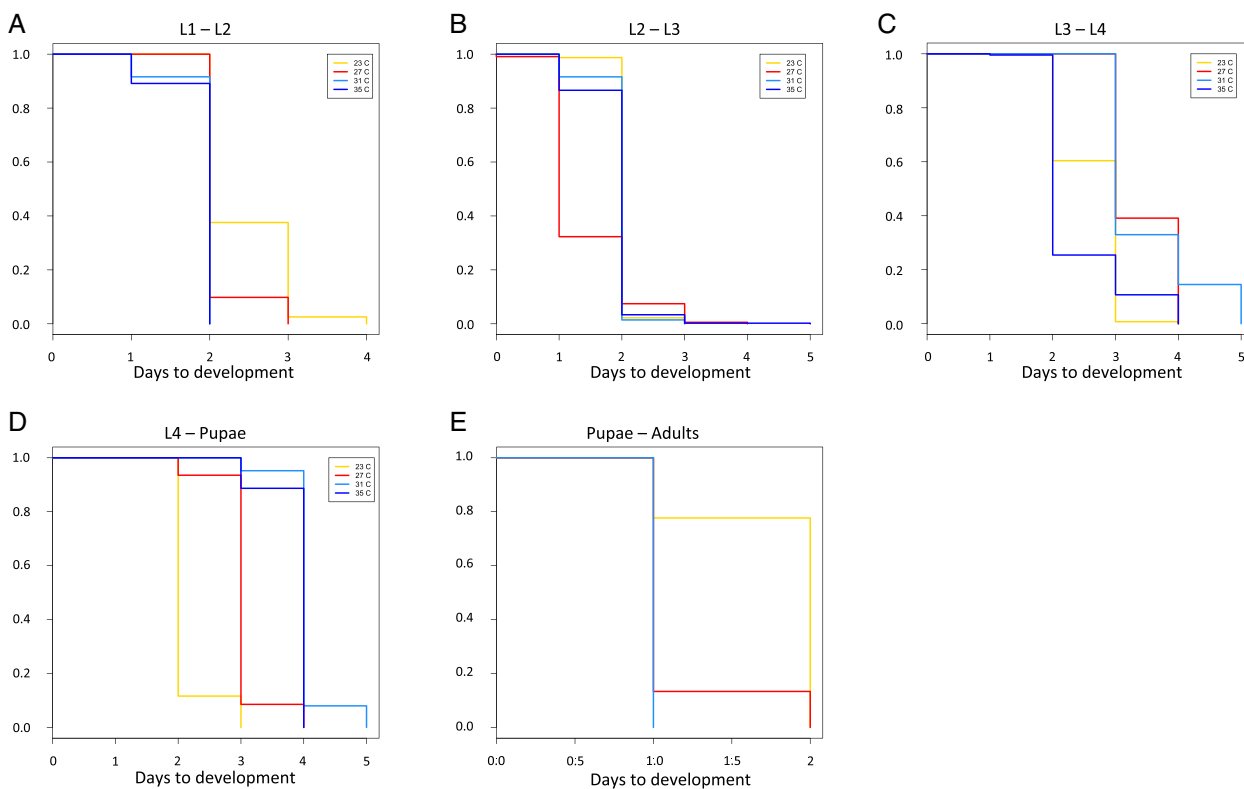 A
L1 – L2
1.0
0.8
0.6
0.4
0.2
0.0
23 C
27 C
31 C
35 C
0 1 2 3 4
Days to development
B
L2 – L3
1.0
0.8
0.6
0.4
0.2
0.0
23 C
27 C
31 C
35 C
0 1 2 3 4 5
Days to development
C
L3 – L4
1.0
0.8
0.6
0.4
0.2
0.0
23 C
27 C
31 C
35 C
0 1 2 3 4 5
Days to development
D
L4 – Pupae
1.0
0.8
0.6
0.4
0.2
0.0
23 C
27 C
31 C
35 C
0 1 2 3 4 5
Days to development
E
Pupae – Adults
1.0
0.8
0.6
0.4
0.2
0.0
0:0 0:5 1:0 1:5 2
Days to development